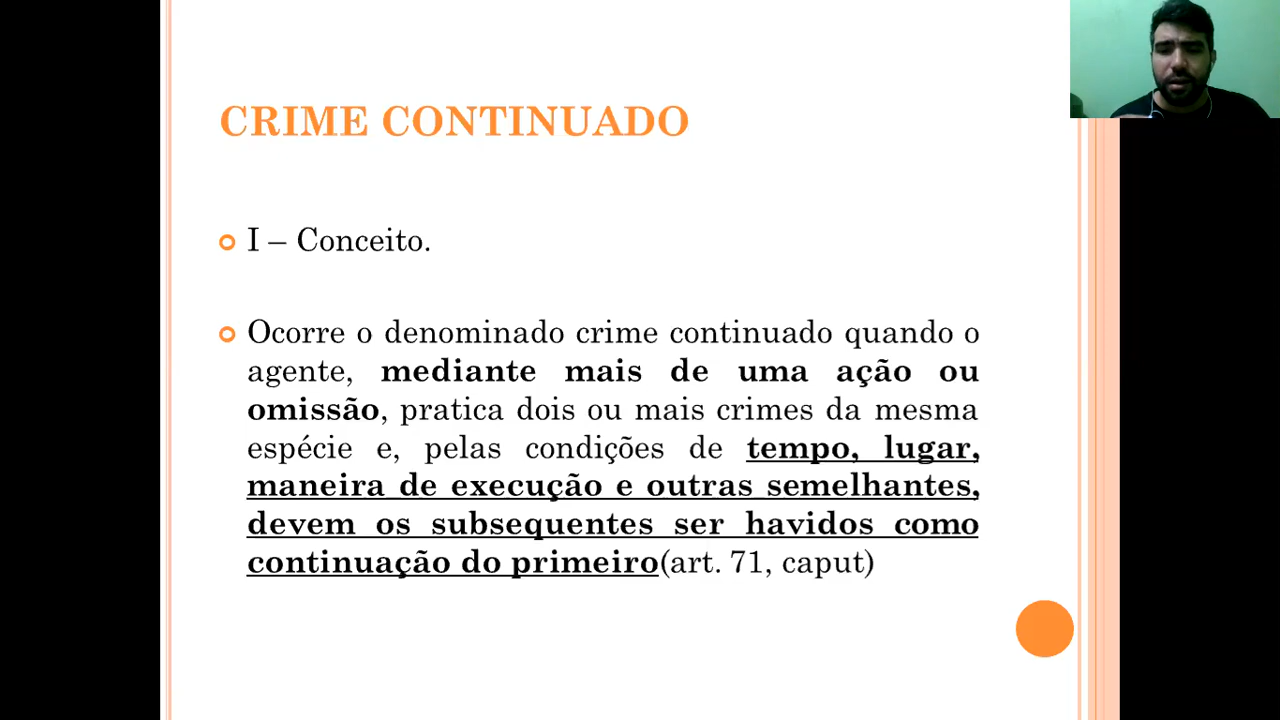 CRIME CONTINUADO
I – Conceito.
Ocorre o denominado crime continuado quando o
agente, mediante mais de uma ação ou
omissão, pratica dois ou mais crimes da mesma
espécie e, pelas condições de tempo, lugar,
maneira de execução e outras semelhantes,
devem os subsequentes ser havidos como
continuação do primeiro(art. 71, caput)